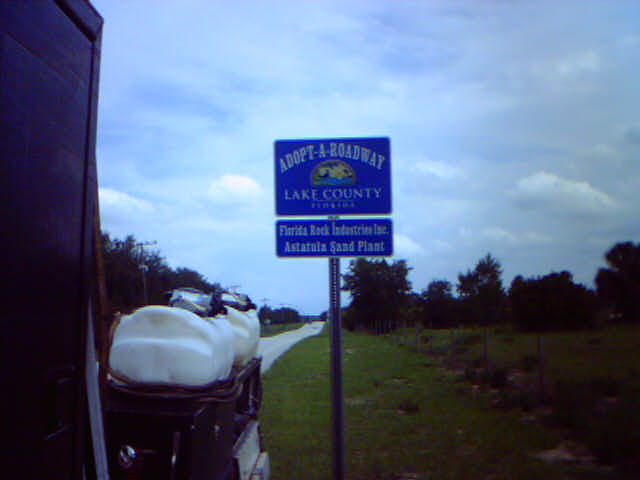 ADOPT-A-ROADWAY
LAKE COUNTY
FLORIDA
Florida Rock Industries Inc.
Astatula Sand Plant